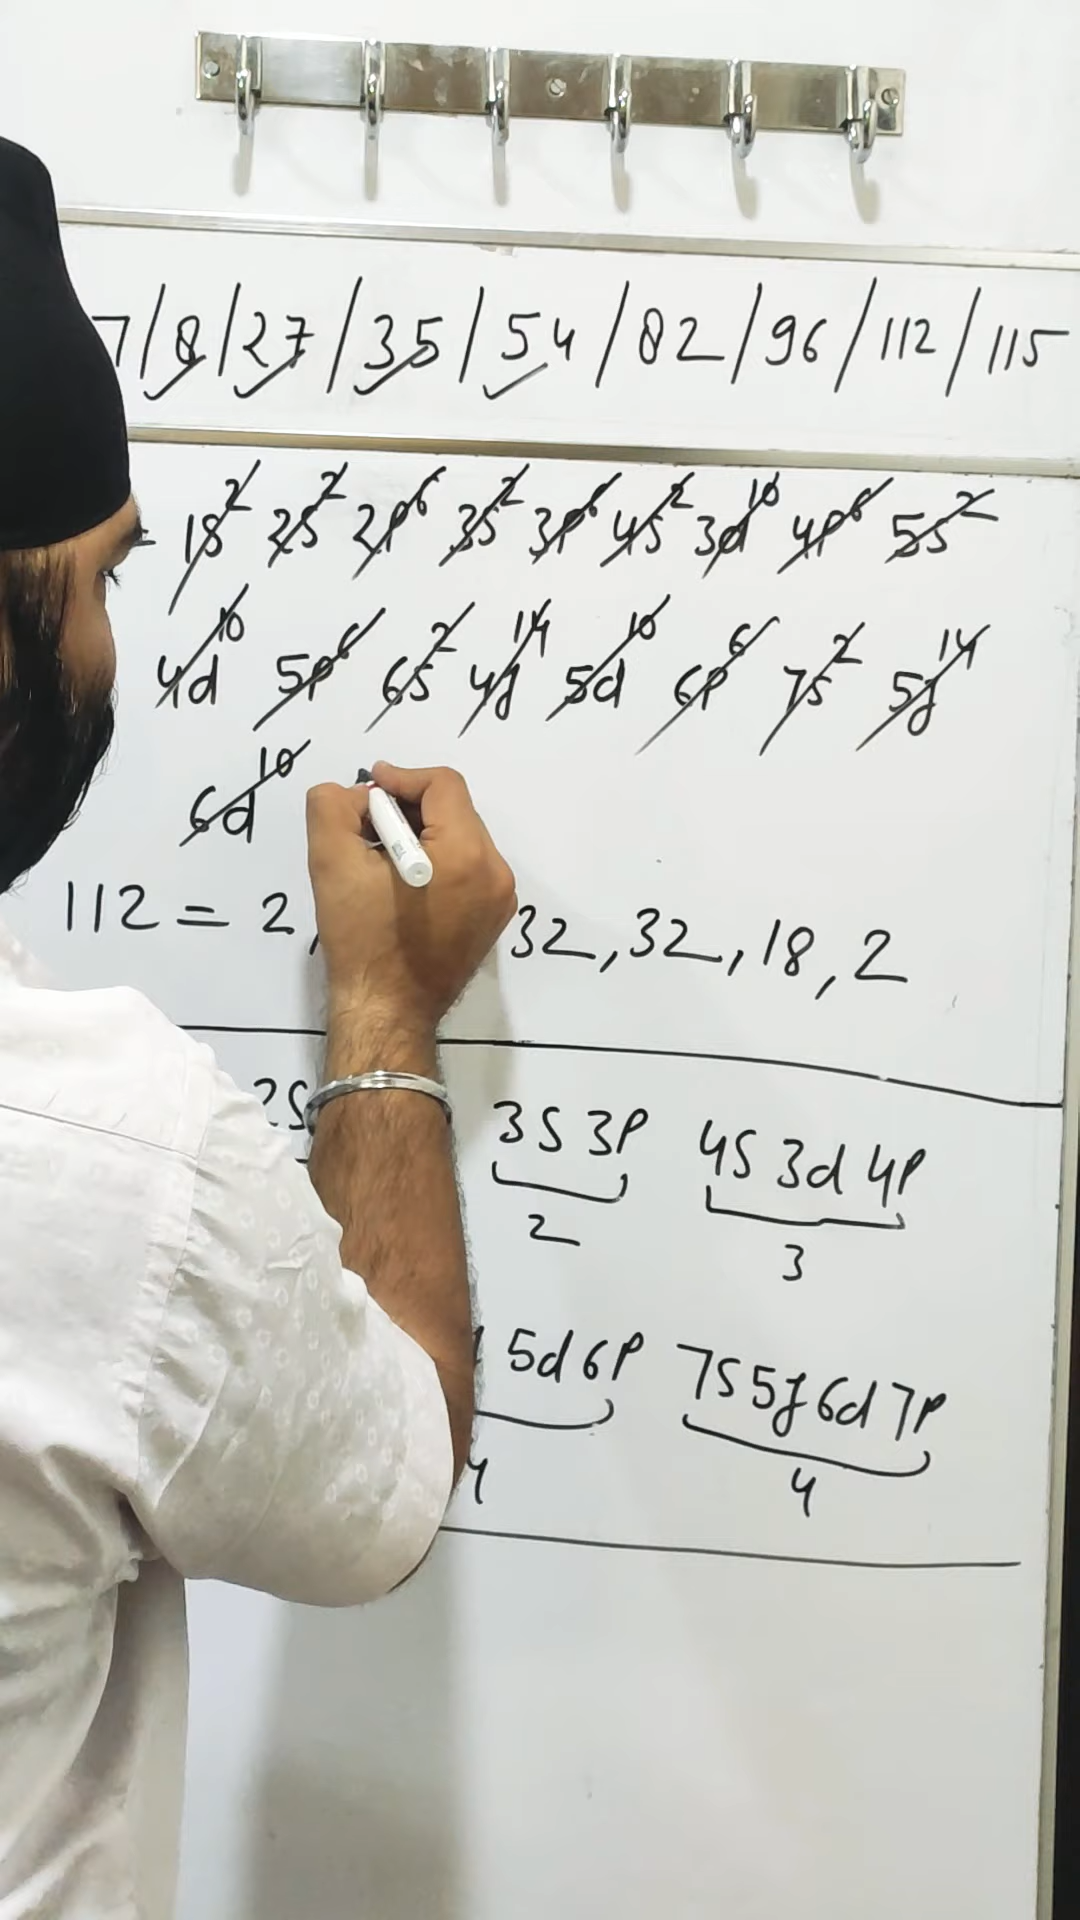 7/8/27/35/54/82/96/112/115
1s² 2s² 2p⁶ 3s² 3p⁶ 4s² 3d¹⁰ 4p⁶ 5s²
4d¹⁰ 5p⁶ 6s² 4f¹⁴ 5d¹⁰ 6p⁶ 7s² 5f¹⁴
6d¹⁰
112 = 2, 32, 32, 18, 2
2s 3s 3p 4s 3d 4p
2 3
5d 6p 7s 5f 6d 7p
4 4